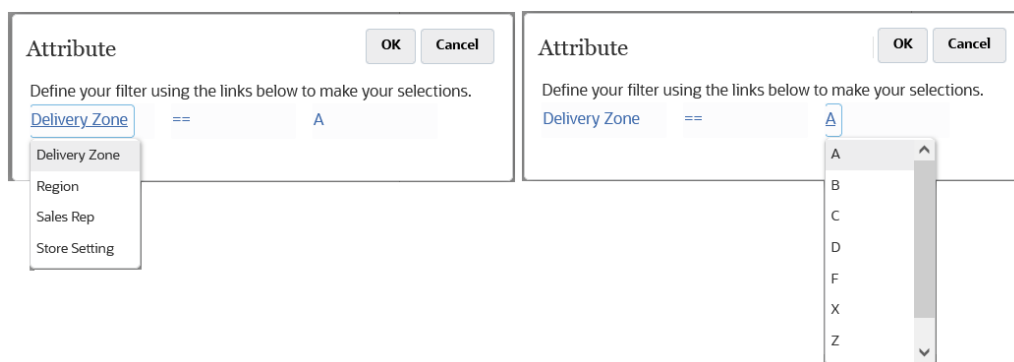 Attribute
OK
Cancel
Define your filter using the links below to make your selections.
Delivery Zone == A
Delivery Zone
Region
Sales Rep
Store Setting
Attribute
OK
Cancel
Define your filter using the links below to make your selections.
Delivery Zone == A
A
B
C
D
F
X
Z